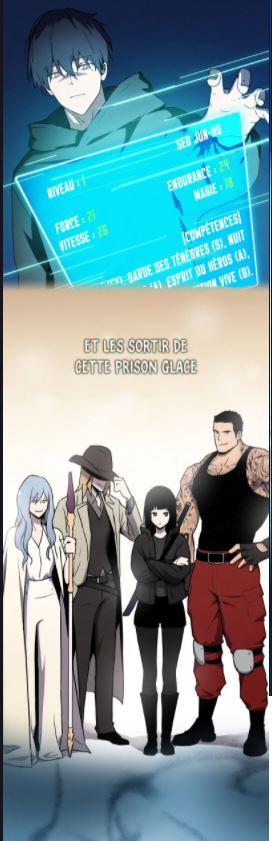 SEO JUN-HO
NIVEAU : 1
ENDURANCE : 24
MAGIE : 18
FORCE : 21
VITESSE : 26
[COMPÉTENCES]
GARDE DES TÉNÈBRES (S), NUIT
(A), ESPRIT DU HÉROS (A),
TION VIVE (B).
ET LES SORTIR DE
CETTE PRISON GLACE